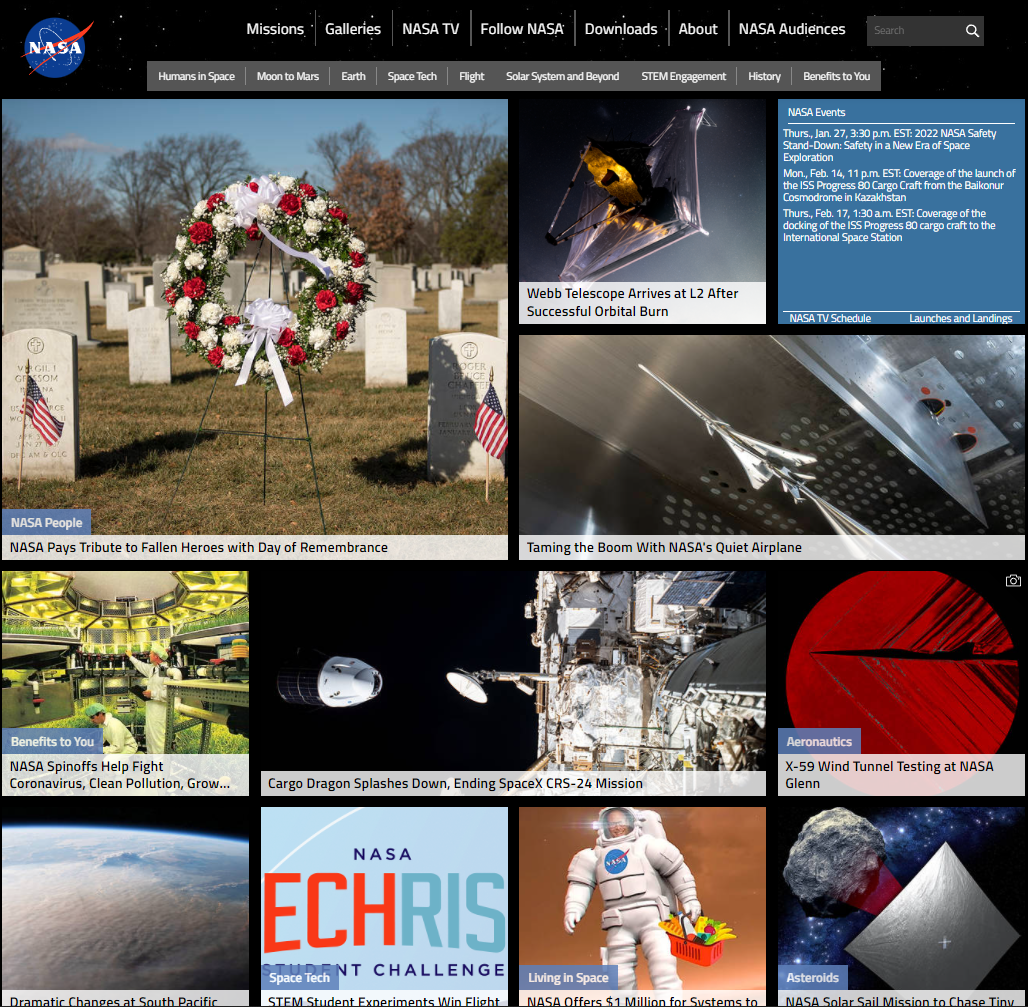 NASA
Missions
Galleries
NASA TV
Follow NASA
Downloads
About
NASA Audiences
Search
Humans in Space
Moon to Mars
Earth
Space Tech
Flight
Solar System and Beyond
STEM Engagement
History
Benefits to You
VIRGIL I
GRISSOM
ROGER
BRUCE
NASA People
NASA Pays Tribute to Fallen Heroes with Day of Remembrance
Webb Telescope Arrives at L2 After
Successful Orbital Burn
NASA Events
Thurs., Jan. 27, 3:30 p.m. EST: 2022 NASA Safety
Stand-Down: Safety in a New Era of Space
Exploration
Mon., Feb. 14, 11 p.m. EST: Coverage of the launch of
the ISS Progress 80 Cargo Craft from the Baikonur
Cosmodrome in Kazakhstan
Thurs., Feb. 17, 1:30 a.m. EST: Coverage of the
docking of the ISS Progress 80 cargo craft to the
International Space Station
NASA TV Schedule
Launches and Landings
Taming the Boom With NASA's Quiet Airplane
Benefits to You
NASA Spinoffs Help Fight
Coronavirus, Clean Pollution, Grow...
Cargo Dragon Splashes Down, Ending SpaceX CRS-24 Mission
Aeronautics
X-59 Wind Tunnel Testing at NASA
Glenn
Dramatic Changes at South Pacific
NASA
ECHRIS
STUDENT CHALLENGE
Space Tech
STEM Student Experiments Win Flight
NASA
Living in Space
NASA Offers $1 Million for Systems to
Asteroids
NASA Solar Sail Mission to Chase Tiny